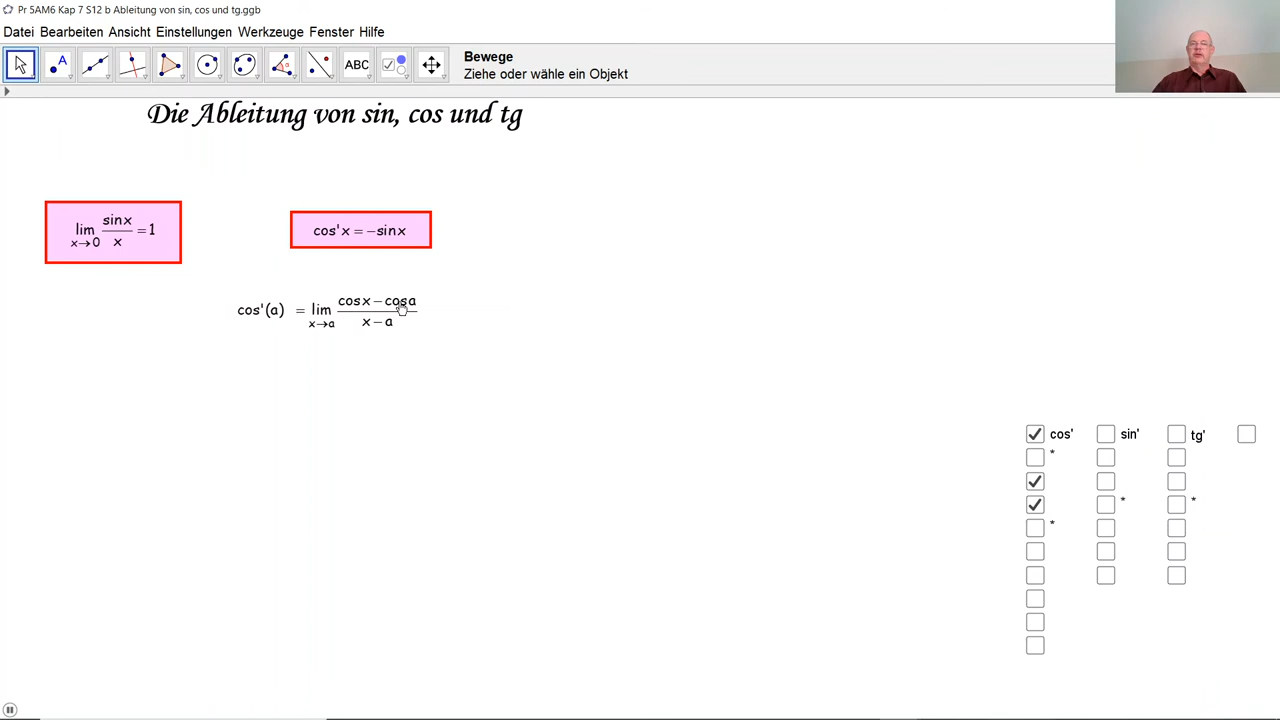 Pr 5AM6 Kap 7 S12 b Ableitung von sin, cos und tg.ggb
Datei Bearbeiten Ansicht Einstellungen Werkzeuge Fenster Hilfe
A
ABC
Bewege
Ziehe oder wähle ein Objekt
Die Ableitung von sin, cos und tg
lim x→0 sinx/x = 1
cos'x = −sinx
cos'(a) = lim x→a (cosx − cosa)/(x − a)
cos' sin' tg'
*
* *
*